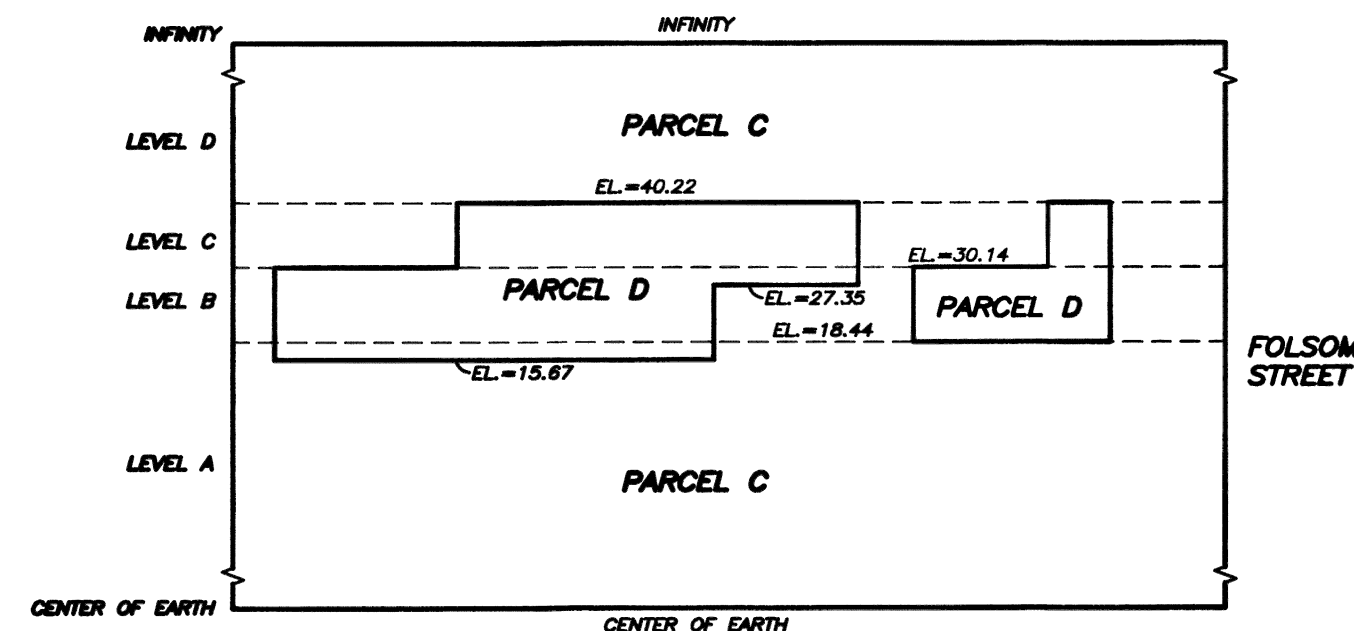 INFINITY
INFINITY
PARCEL C
LEVEL D
EL.=40.22
LEVEL C
EL.=30.14
PARCEL D
LEVEL B
EL.=27.35
PARCEL D
EL.=18.44
FOLSOM
STREET
EL.=15.67
LEVEL A
PARCEL C
CENTER OF EARTH
CENTER OF EARTH